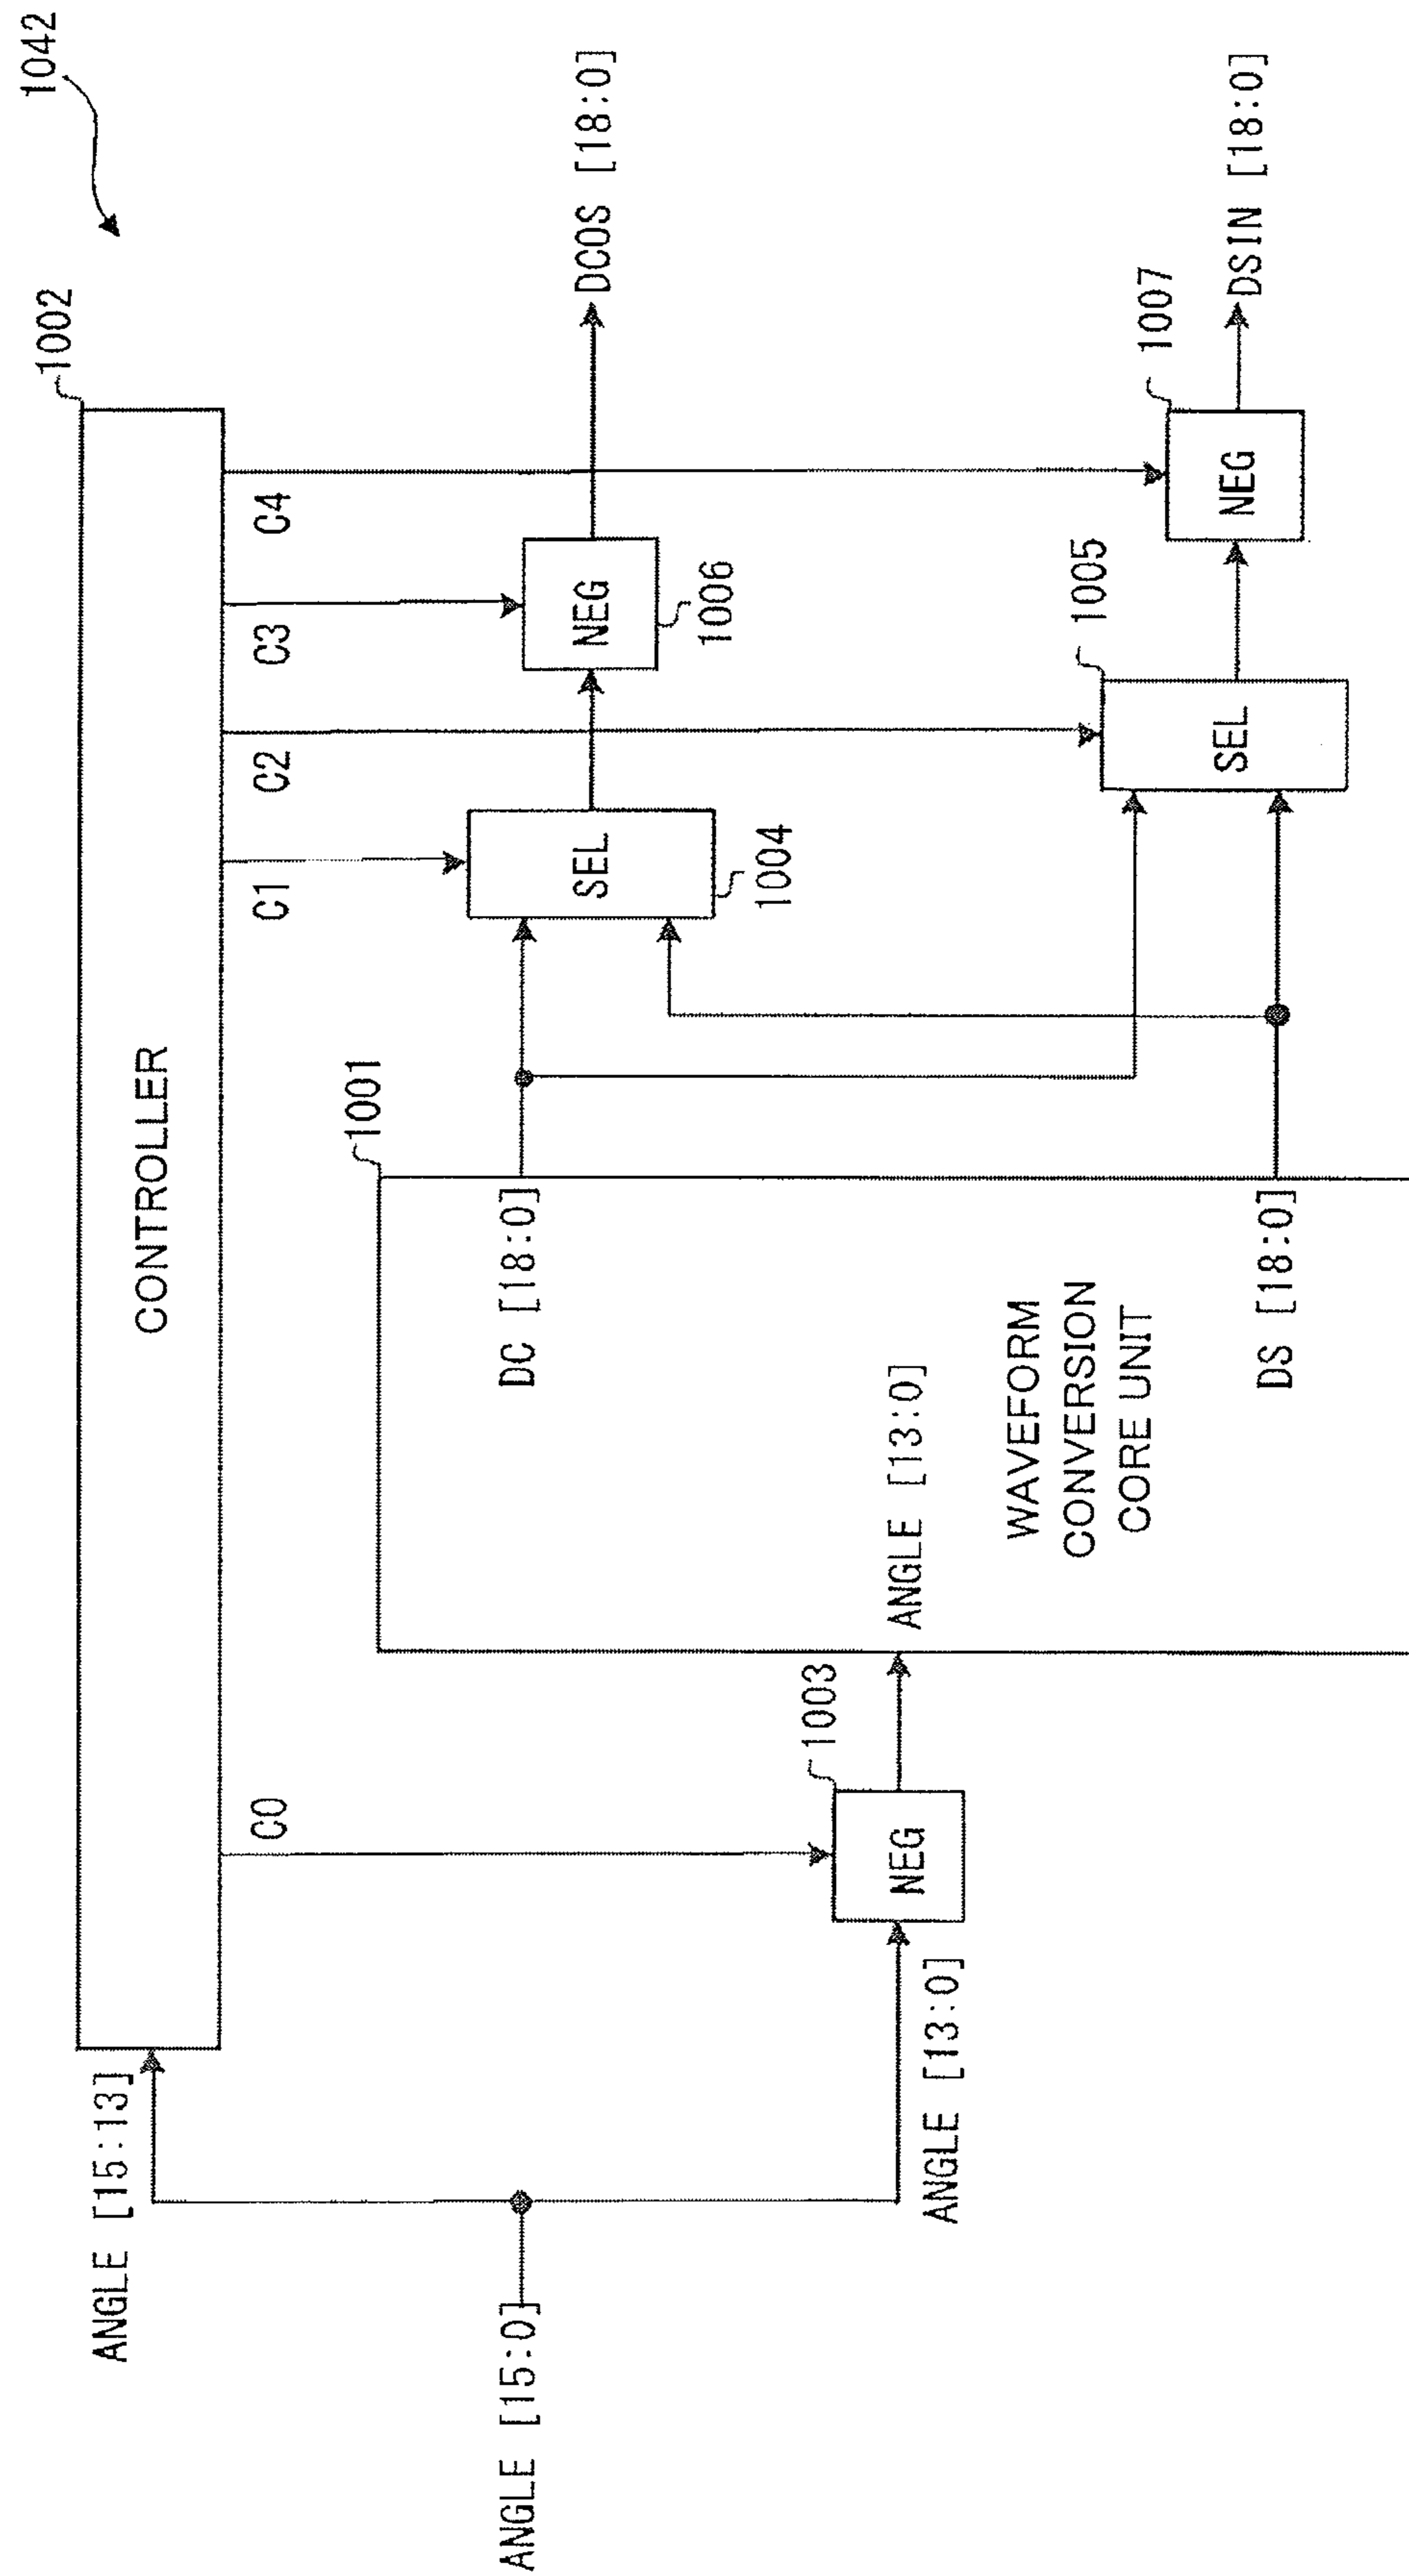 1042
1002
CONTROLLER
ANGLE [15:13]
C0
C1
C2
C3
C4
ANGLE [15:0]
1001
DC [18:0]
SEL
1004
NEG
1006
DCOS [18:0]
1003
NEG
ANGLE [13:0]
ANGLE [13:0]
WAVEFORM
CONVERSION
CORE UNIT
DS [18:0]
1005
SEL
1007
NEG
DSIN [18:0]